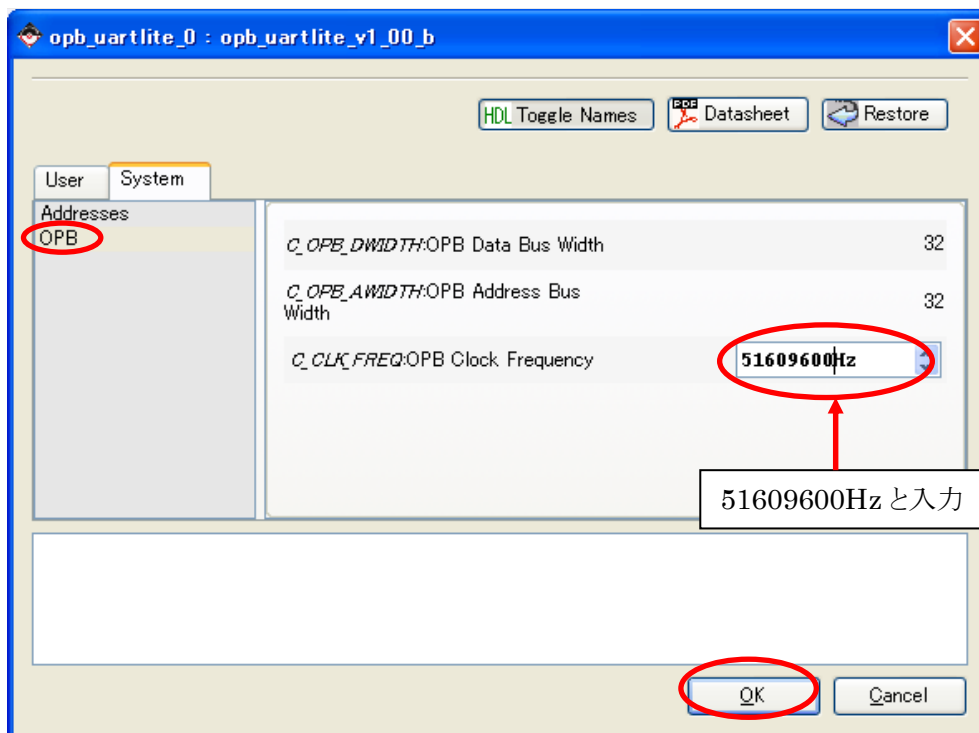 opb_uartlite_0 : opb_uartlite_v1_00_b
HDL Toggle Names
PDF Datasheet
Restore
User
System
Addresses
OPB
C_OPB_DWIDTH:OPB Data Bus Width
32
C_OPB_AWIDTH:OPB Address Bus
Width
32
C_CLK_FREQ:OPB Clock Frequency
51609600Hz
51609600Hz と入力
OK
Cancel